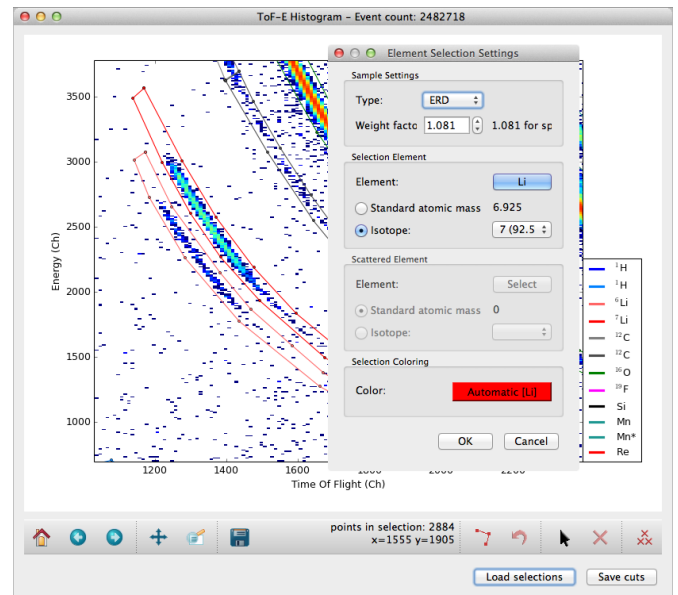 ToF-E Histogram – Event count: 2482718
Element Selection Settings
Sample Settings
Type: ERD
Weight facto 1.081 1.081 for sp
Selection Element
Element: Li
Standard atomic mass 6.925
Isotope: 7 (92.5
Scattered Element
Element: Select
Standard atomic mass 0
Isotope:
Selection Coloring
Color: Automatic [Li]
OK Cancel
Energy (Ch)
3500
3000
2500
2000
1500
1000
1200 1400 1600 1800 2000 2200
Time Of Flight (Ch)
1H
1H
6Li
7Li
12C
12C
16O
19F
Si
Mn
Mn*
Re
points in selection: 2884
x=1555 y=1905
Load selections Save cuts